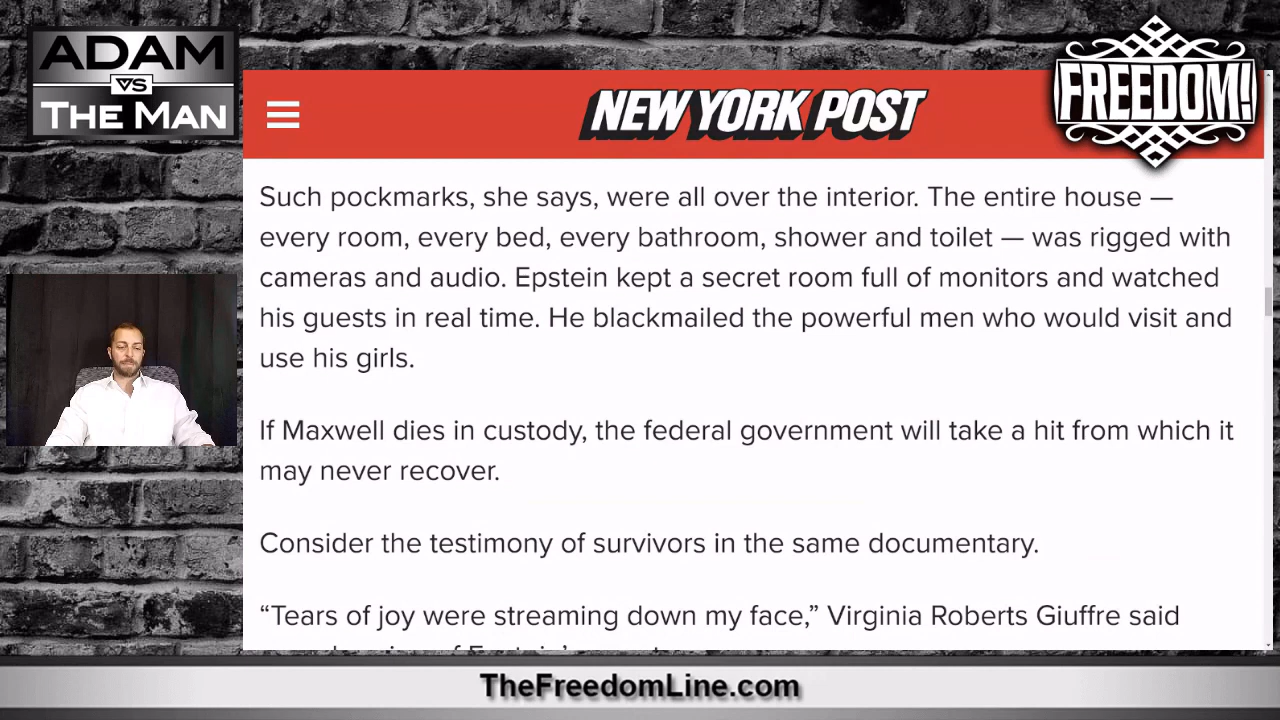 ADAM
VS
THE MAN
NEW YORK POST
FREEDOM!
Such pockmarks, she says, were all over the interior. The entire house —
every room, every bed, every bathroom, shower and toilet — was rigged with
cameras and audio. Epstein kept a secret room full of monitors and watched
his guests in real time. He blackmailed the powerful men who would visit and
use his girls.
If Maxwell dies in custody, the federal government will take a hit from which it
may never recover.
Consider the testimony of survivors in the same documentary.
“Tears of joy were streaming down my face,” Virginia Roberts Giuffre said
TheFreedomLine.com